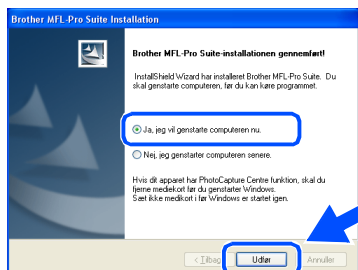 Brother MFL-Pro Suite Installation
Brother MFL-Pro Suite-installationen gennemført!
InstallShield Wizard har installeret Brother MFL-Pro Suite. Du
skal genstarte computeren, før du kan køre programmet.
Ja, jeg vil genstarte computeren nu.
Nej, jeg genstarter computeren senere.
Hvis dit apparat har PhotoCapture Centre funktion, skal du
fjerne mediekort før du genstarter Windows.
Sæt ikke medikort i før Windows er startet igen.
< Tilbag
Udfør
Annuller